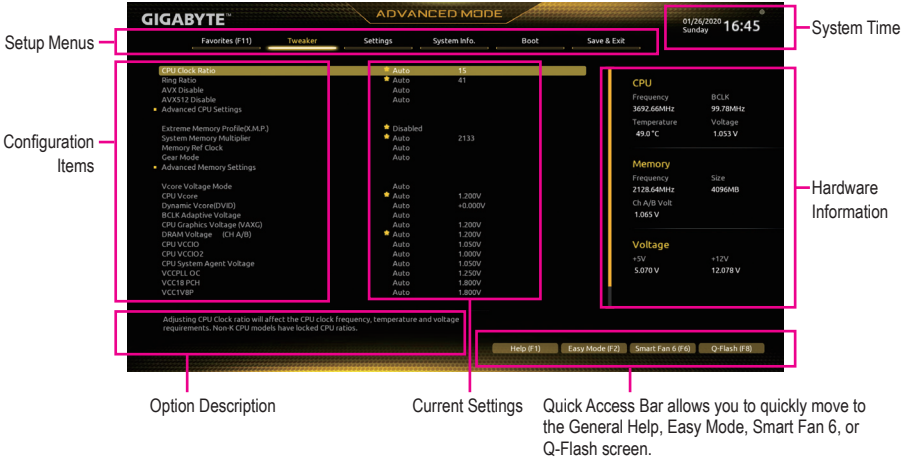 GIGABYTE™
ADVANCED MODE
01/26/2020
Sunday
16:45
System Time
Setup Menus
Favorites (F11)
Tweaker
Settings
System Info.
Boot
Save & Exit
Configuration
Items
CPU Clock Ratio Auto 15
Ring Ratio Auto 41
AVX Disable Auto
AVX512 Disable Auto
Advanced CPU Settings
Extreme Memory Profile(X.M.P.) Disabled
System Memory Multiplier Auto 2133
Memory Ref Clock Auto
Gear Mode Auto
Advanced Memory Settings
Vcore Voltage Mode Auto
CPU Vcore Auto 1.200V
Dynamic Vcore(DVID) Auto +0.000V
BCLK Adaptive Voltage Auto
CPU Graphics Voltage (VAXG) Auto 1.200V
DRAM Voltage (CH A/B) Auto 1.200V
CPU VCCIO Auto 1.050V
CPU VCCIO2 Auto 1.000V
CPU System Agent Voltage Auto 1.050V
VCCPLL OC Auto 1.250V
VCC18 PCH Auto 1.800V
VCC1V8P Auto 1.800V
CPU
Frequency BCLK
3692.66MHz 99.78MHz
Temperature Voltage
49.0 °C 1.053 V
Memory
Frequency Size
2128.64MHz 4096MB
Ch A/B Volt
1.065 V
Voltage
+5V +12V
5.070 V 12.078 V
Hardware
Information
Adjusting CPU Clock ratio will affect the CPU clock frequency, temperature and voltage
requirements. Non-K CPU models have locked CPU ratios.
Help (F1)
Easy Mode (F2)
Smart Fan 6 (F6)
Q-Flash (F8)
Option Description
Current Settings
Quick Access Bar allows you to quickly move to
the General Help, Easy Mode, Smart Fan 6, or
Q-Flash screen.